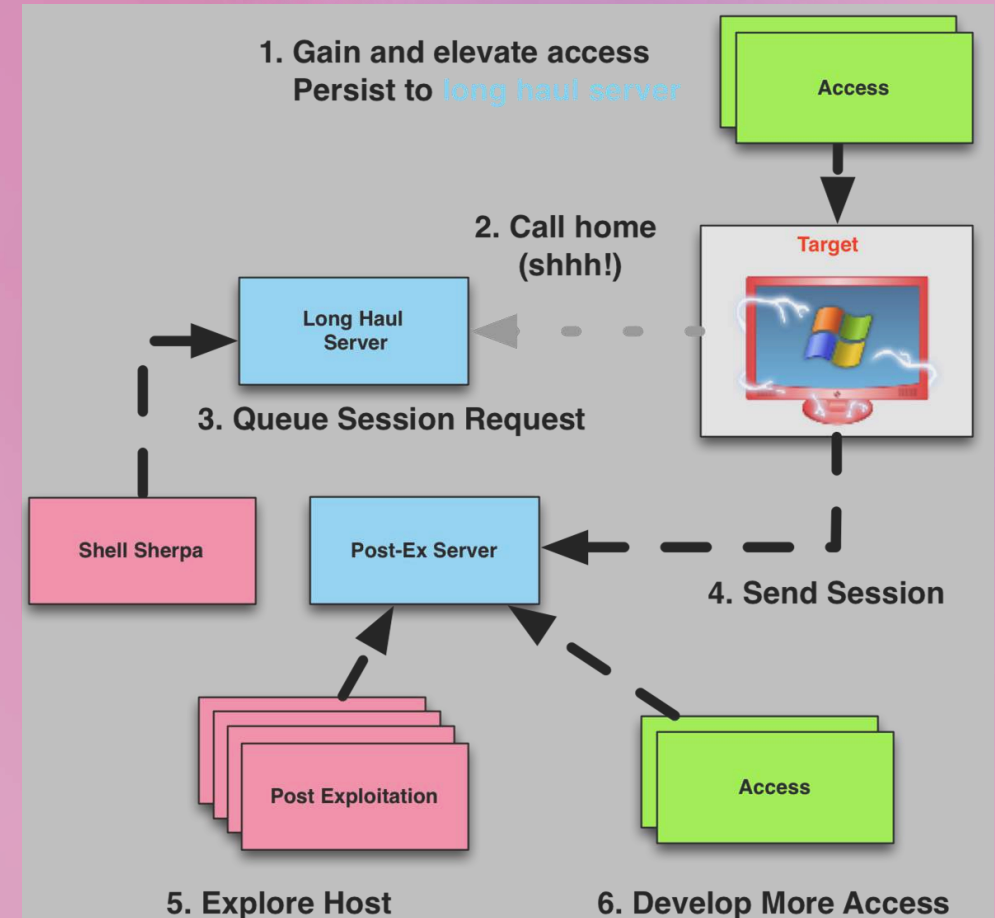 1. Gain and elevate access
Persist to long haul server
Access
2. Call home
(shhh!)
Target
Long Haul
Server
3. Queue Session Request
Shell Sherpa
Post-Ex Server
4. Send Session
Post Exploitation
Access
5. Explore Host
6. Develop More Access